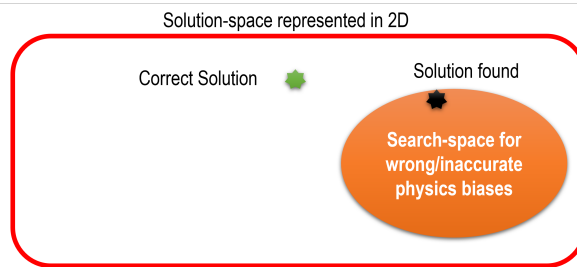 Solution-space represented in 2D
Correct Solution
Solution found
Search-space for
wrong/inaccurate
physics biases